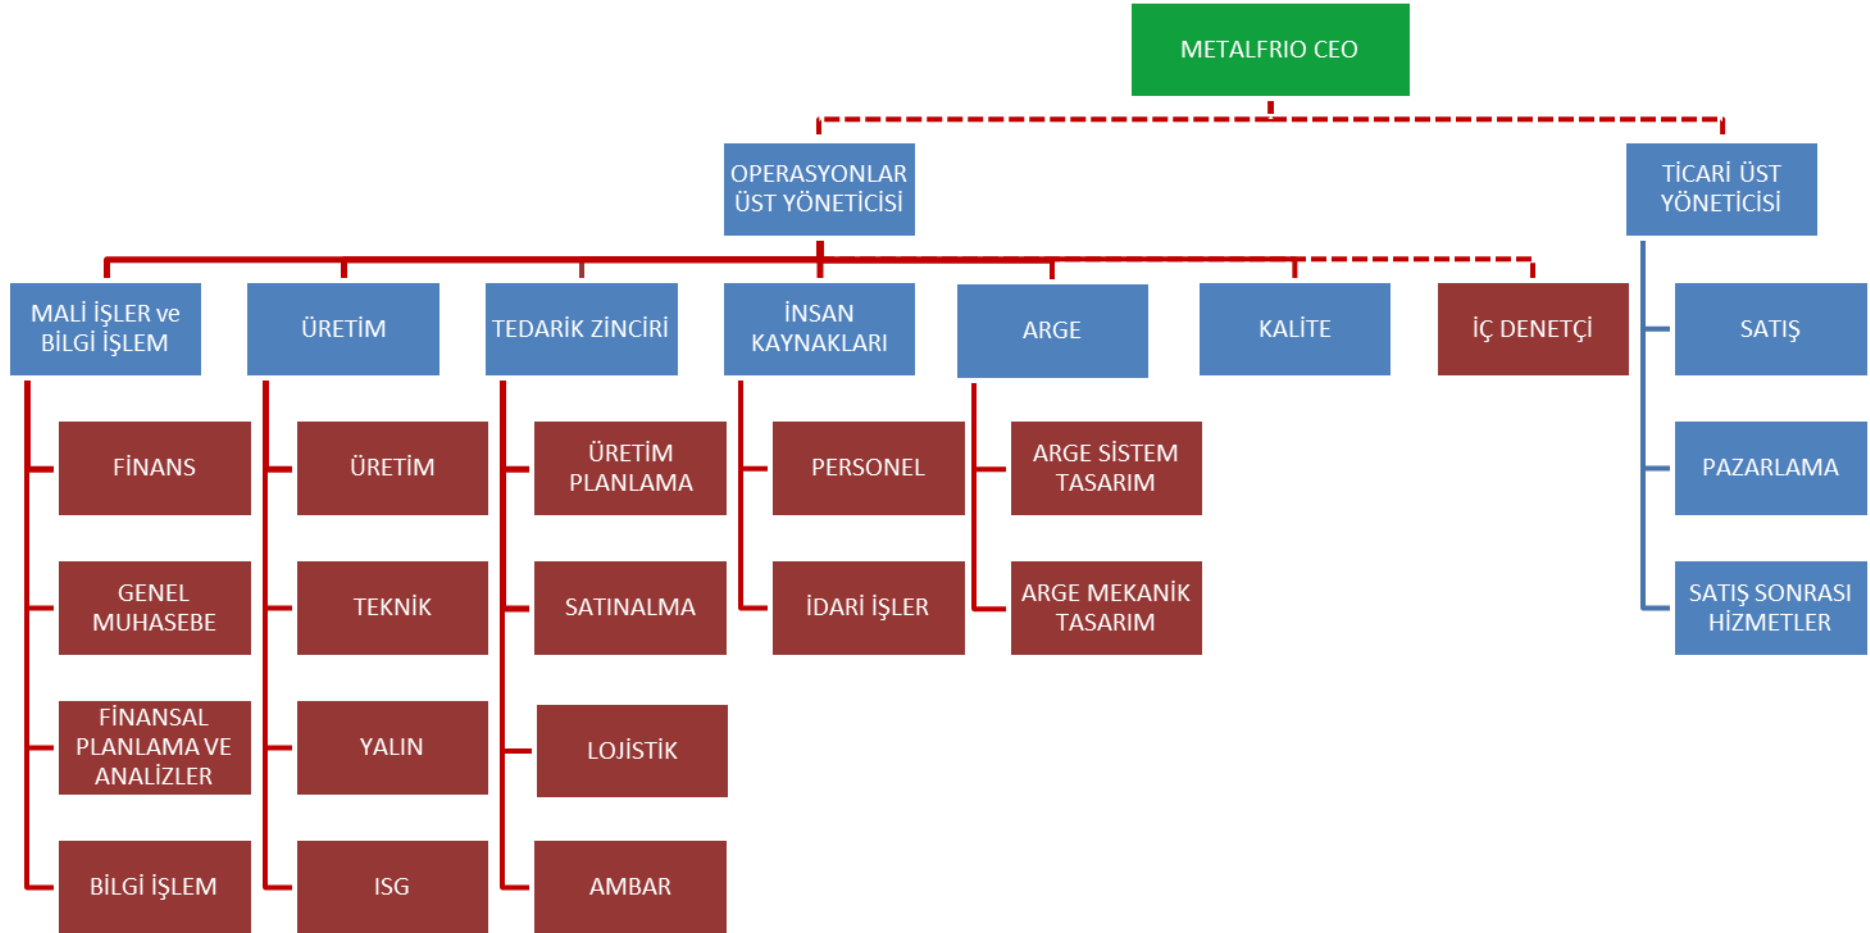 METALFRIO CEO
OPERASYONLAR
ÜST YÖNETİCİSİ
TİCARİ ÜST
YÖNETİCİSİ
MALİ İŞLER ve
BİLGİ İŞLEM
ÜRETİM
TEDARİK ZİNCİRİ
İNSAN
KAYNAKLARI
ARGE
KALİTE
İÇ DENETÇİ
SATIŞ
FİNANS
ÜRETİM
ÜRETİM
PLANLAMA
PERSONEL
ARGE SİSTEM
TASARIM
PAZARLAMA
GENEL
MUHASEBE
TEKNİK
SATINALMA
İDARİ İŞLER
ARGE MEKANİK
TASARIM
SATIŞ SONRASI
HİZMETLER
FİNANSAL
PLANLAMA VE
ANALİZLER
YALIN
LOJİSTİK
BİLGİ İŞLEM
ISG
AMBAR